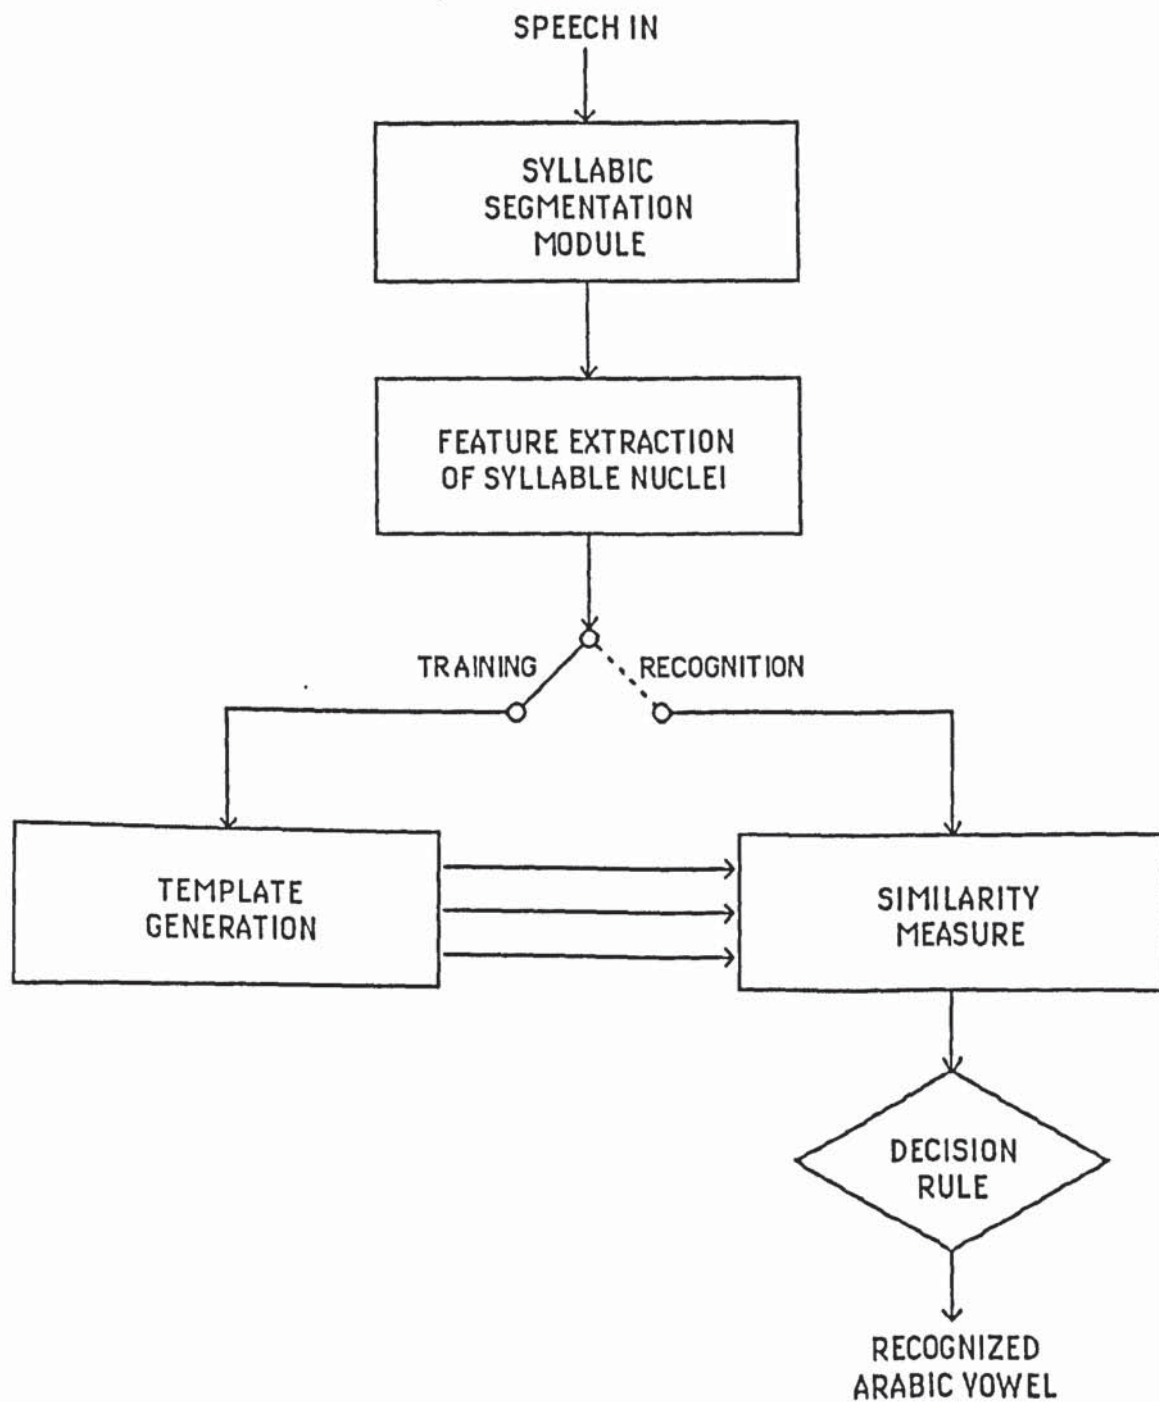 SPEECH IN
SYLLABIC
SEGMENTATION
MODULE
FEATURE EXTRACTION
OF SYLLABLE NUCLEI
TRAINING
RECOGNITION
TEMPLATE
GENERATION
SIMILARITY
MEASURE
DECISION
RULE
RECOGNIZED
ARABIC VOWEL